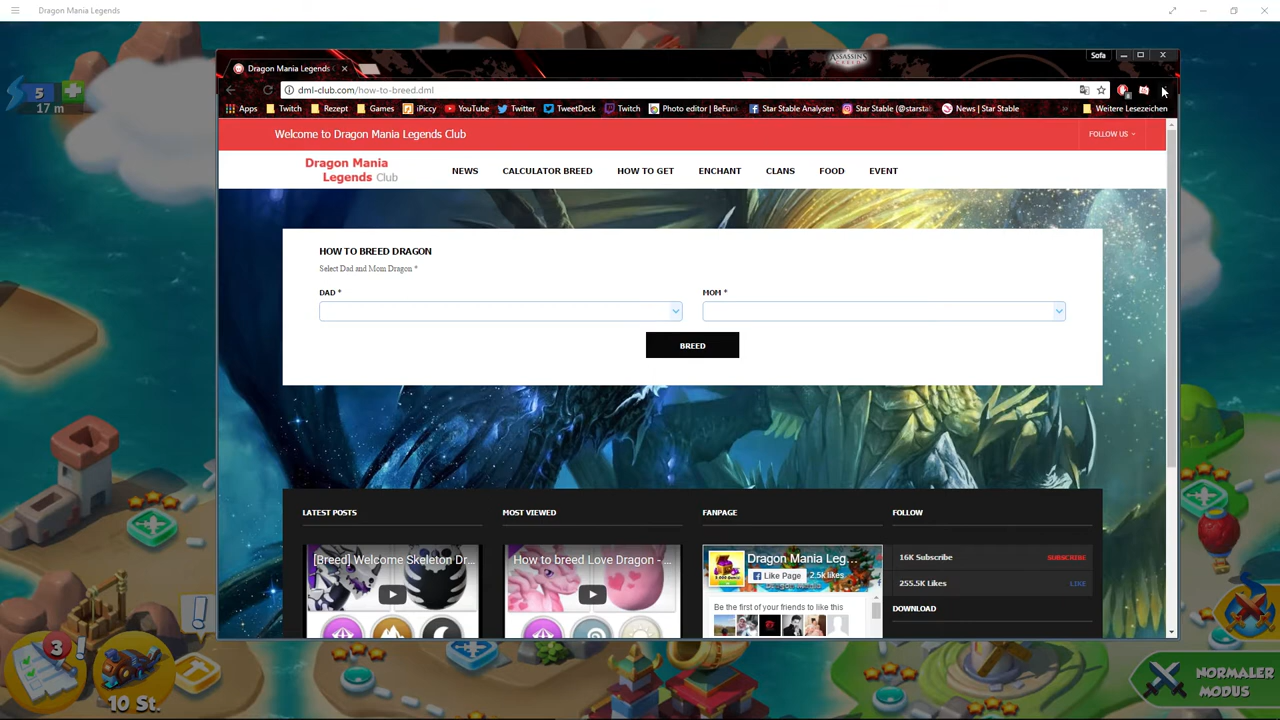 Dragon Mania Legends
5
17 m
ASSASSIN'S
Sofa
Dragon Mania Legends
dml-club.com/how-to-breed.dml
Apps Twitch Rezept Games iPiccy YouTube Twitter TweetDeck Twitch Photo editor | BeFunk Star Stable Analysen Star Stable (@starsta News | Star Stable Weitere Lesezeichen
Welcome to Dragon Mania Legends Club
FOLLOW US
Dragon Mania
Legends Club
NEWS CALCULATOR BREED HOW TO GET ENCHANT CLANS FOOD EVENT
HOW TO BREED DRAGON
Select Dad and Mom Dragon *
DAD *
MOM *
BREED
LATEST POSTS
MOST VIEWED
FANPAGE
FOLLOW
[Breed] Welcome Skeleton Dr...
How to breed Love Dragon - ...
Dragon Mania Leg...
Like Page
2.5k likes
Be the first of your friends to like this
16K Subscribe SUBSCRIBE
255.5K Likes LIKE
DOWNLOAD
3
10 St.
NORMALER
MODUS